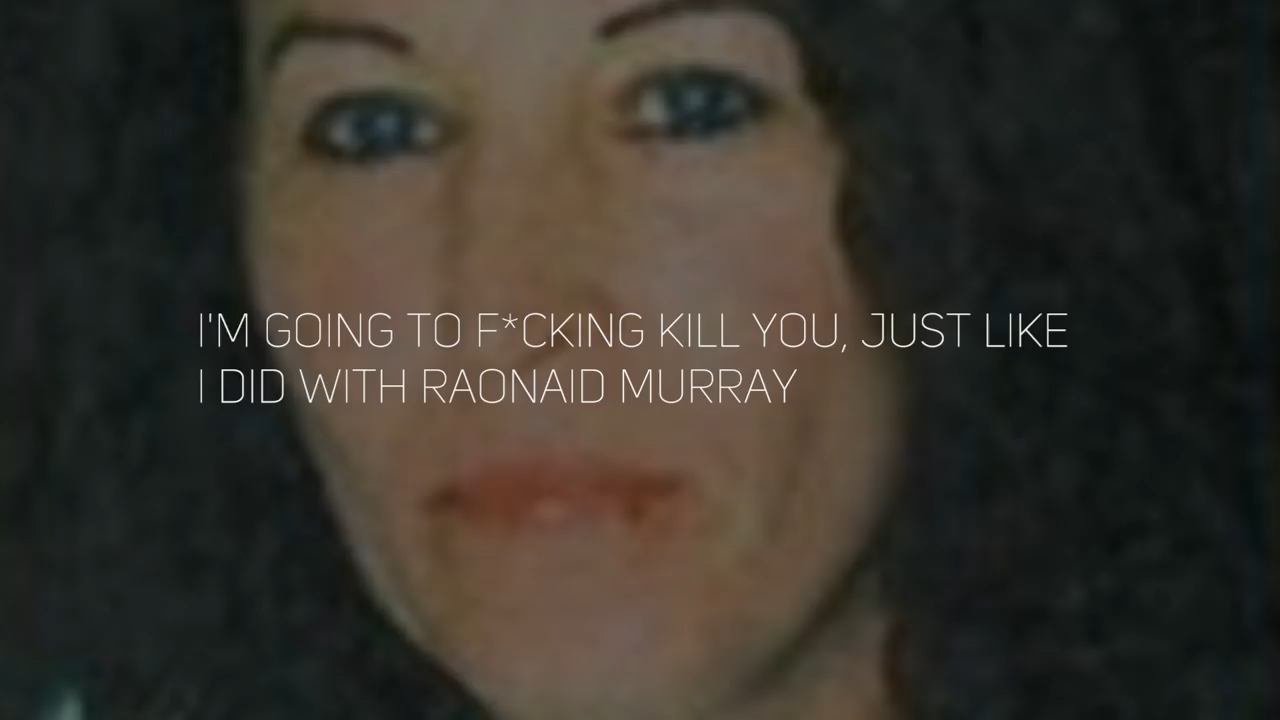 I'M GOING TO F*CKING KILL YOU, JUST LIKE
I DID WITH RAONAID MURRAY